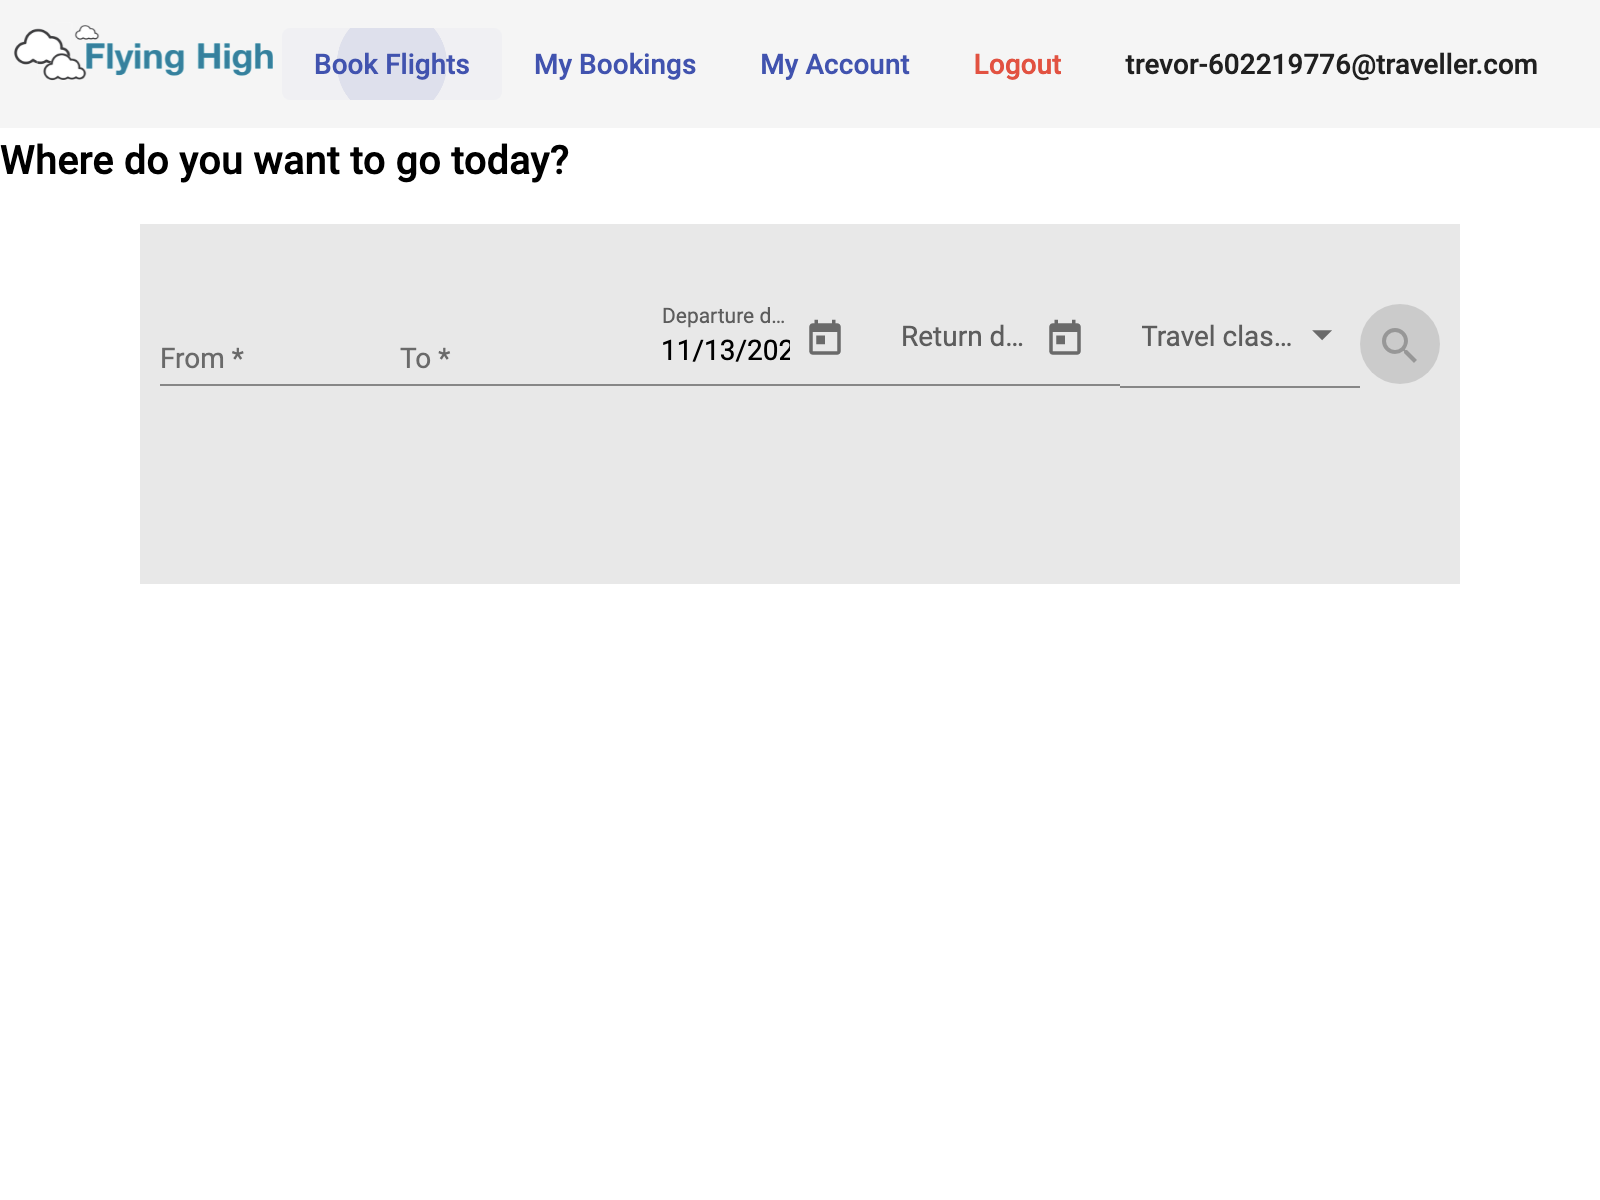 Flying High
Book Flights
My Bookings
My Account
Logout
trevor-602219776@traveller.com
Where do you want to go today?
From *
To *
Departure d...
11/13/202
Return d...
Travel clas...